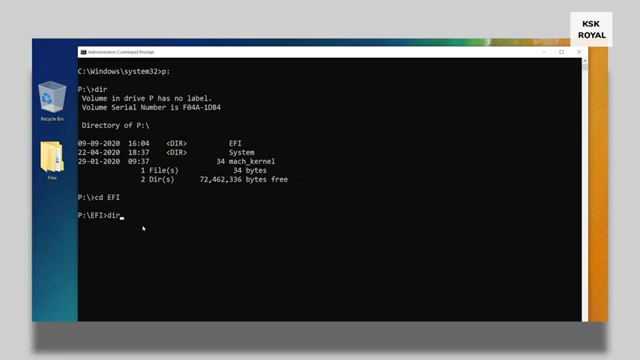 KSK
ROYAL
Administrator: Command Prompt
C:\Windows\system32>p:
P:\>dir
Volume in drive P has no label.
Volume Serial Number is F04A-1D84
Directory of P:\
09-09-2020 16:04 <DIR> EFI
22-04-2020 18:37 <DIR> System
29-01-2020 09:37 34 mach_kernel
1 File(s) 34 bytes
2 Dir(s) 72,462,336 bytes free
P:\>cd EFI
P:\EFI>dir
Recycle Bin
Files